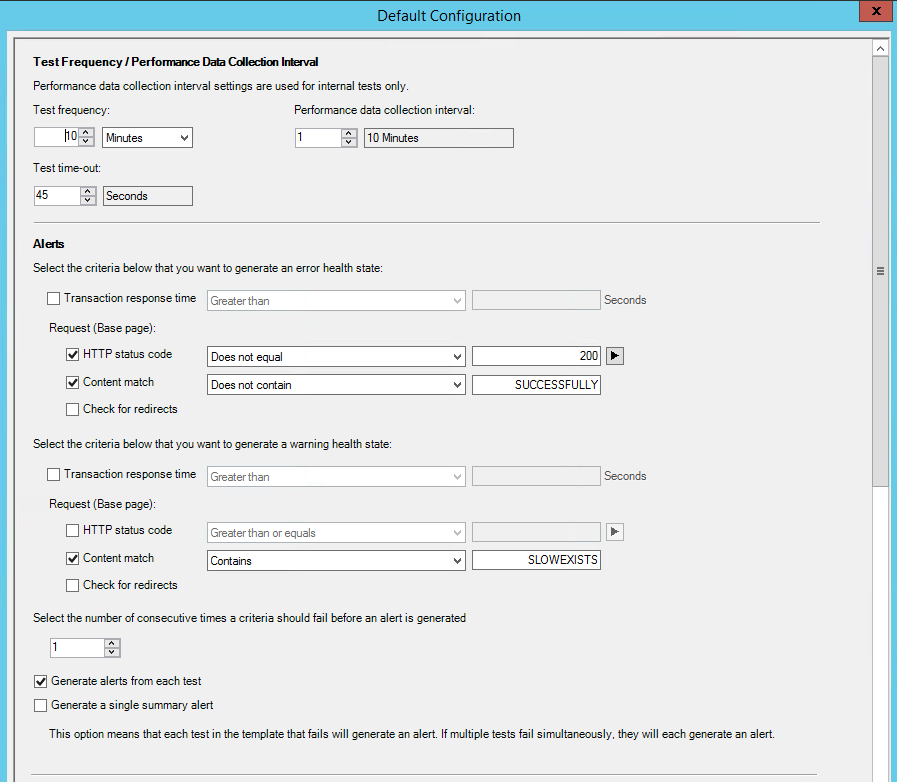 Default Configuration
x
Test Frequency / Performance Data Collection Interval
Performance data collection interval settings are used for internal tests only.
Test frequency: Performance data collection interval:
10 Minutes 1 10 Minutes
Test time-out:
45 Seconds
Alerts
Select the criteria below that you want to generate an error health state:
Transaction response time Greater than Seconds
Request (Base page):
HTTP status code Does not equal 200
Content match Does not contain SUCCESSFULLY
Check for redirects
Select the criteria below that you want to generate a warning health state:
Transaction response time Greater than Seconds
Request (Base page):
HTTP status code Greater than or equals
Content match Contains SLOWEXISTS
Check for redirects
Select the number of consecutive times a criteria should fail before an alert is generated
1
Generate alerts from each test
Generate a single summary alert
This option means that each test in the template that fails will generate an alert. If multiple tests fail simultaneously, they will each generate an alert.